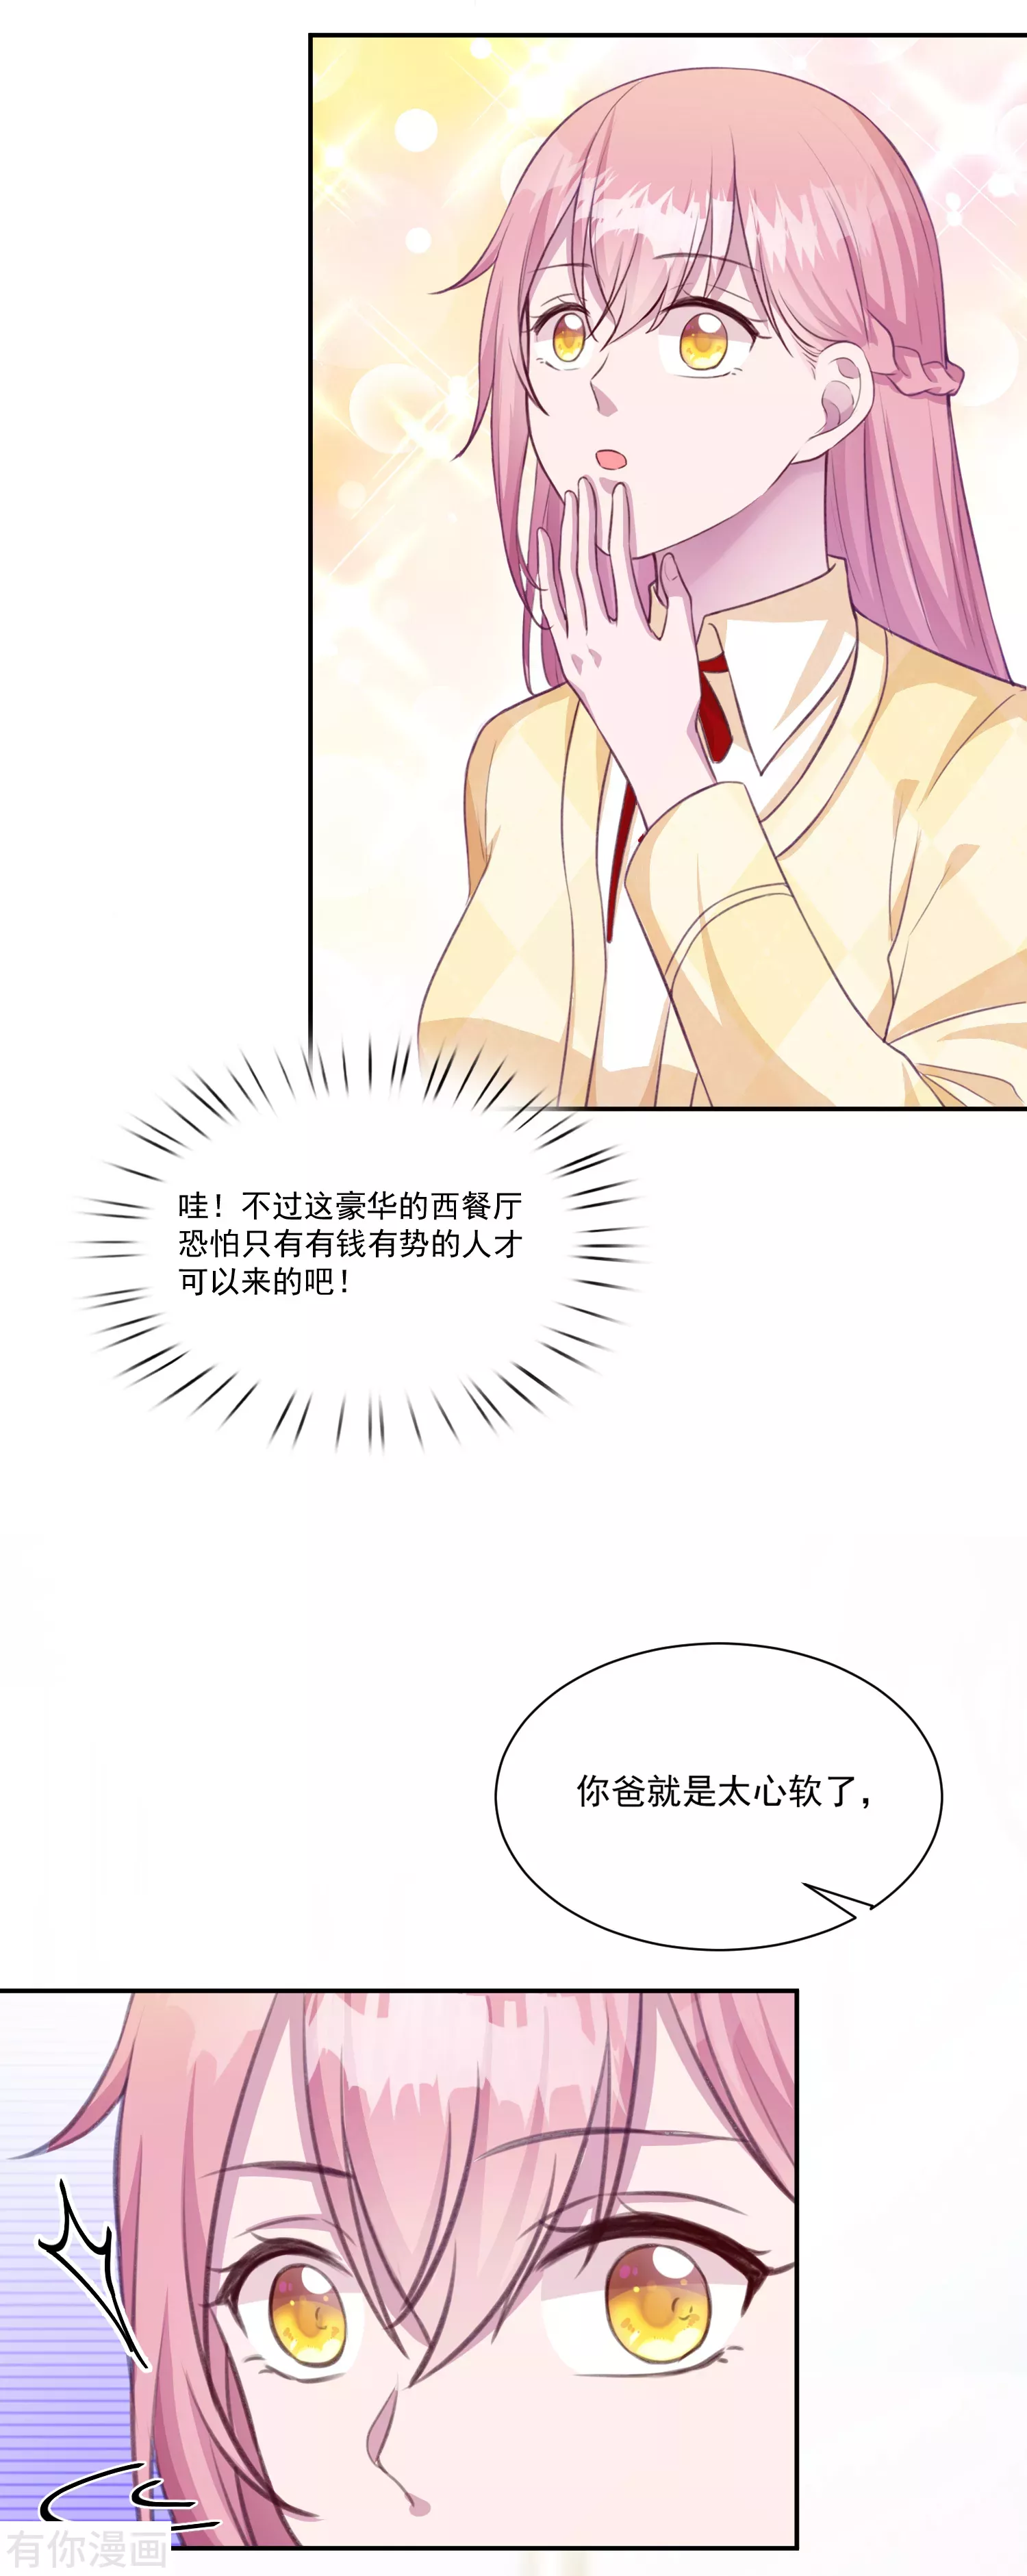 哇！不过这豪华的西餐厅
恐怕只有有钱有势的人才
可以来的吧！
你爸就是太心软了，
有你漫画